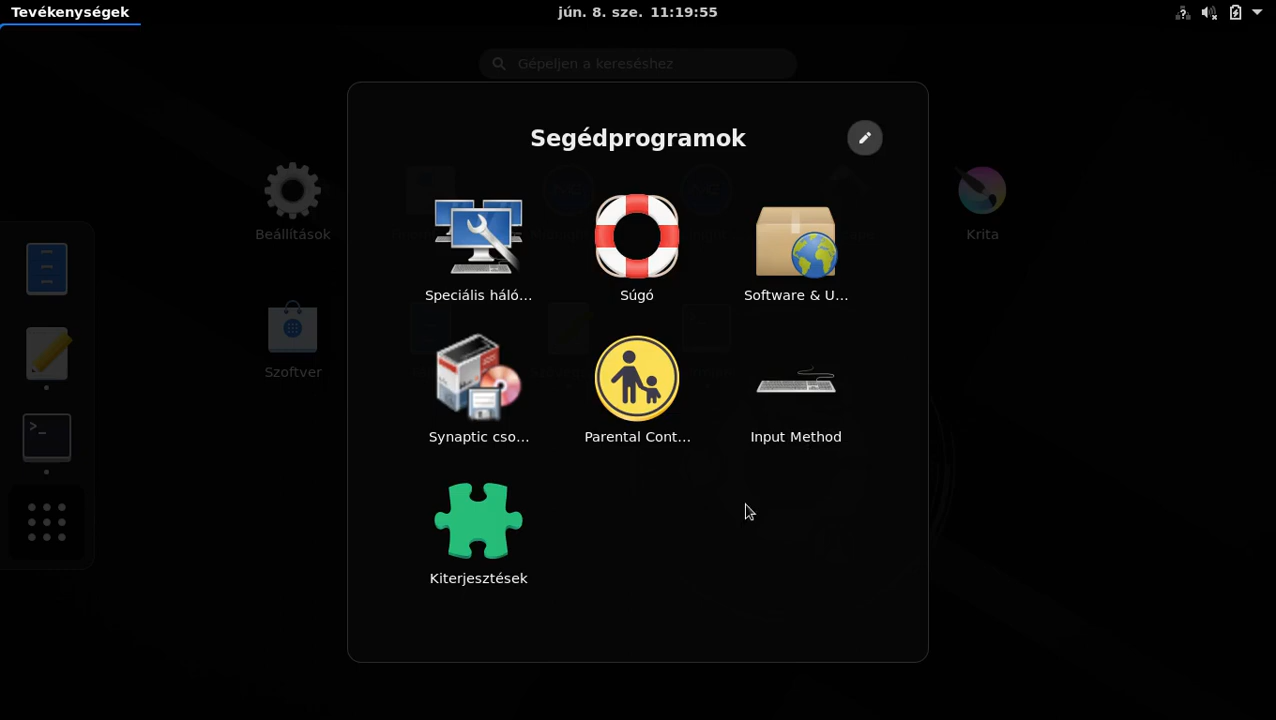 Tevékenységek
jún. 8. sze. 11:19:55
Gépeljen a kereséshez
Segédprogramok
Beállítások
Krita
Speciális háló...
Súgó
Software & U...
Szoftver
Synaptic cso...
Parental Cont...
Input Method
Kiterjesztések